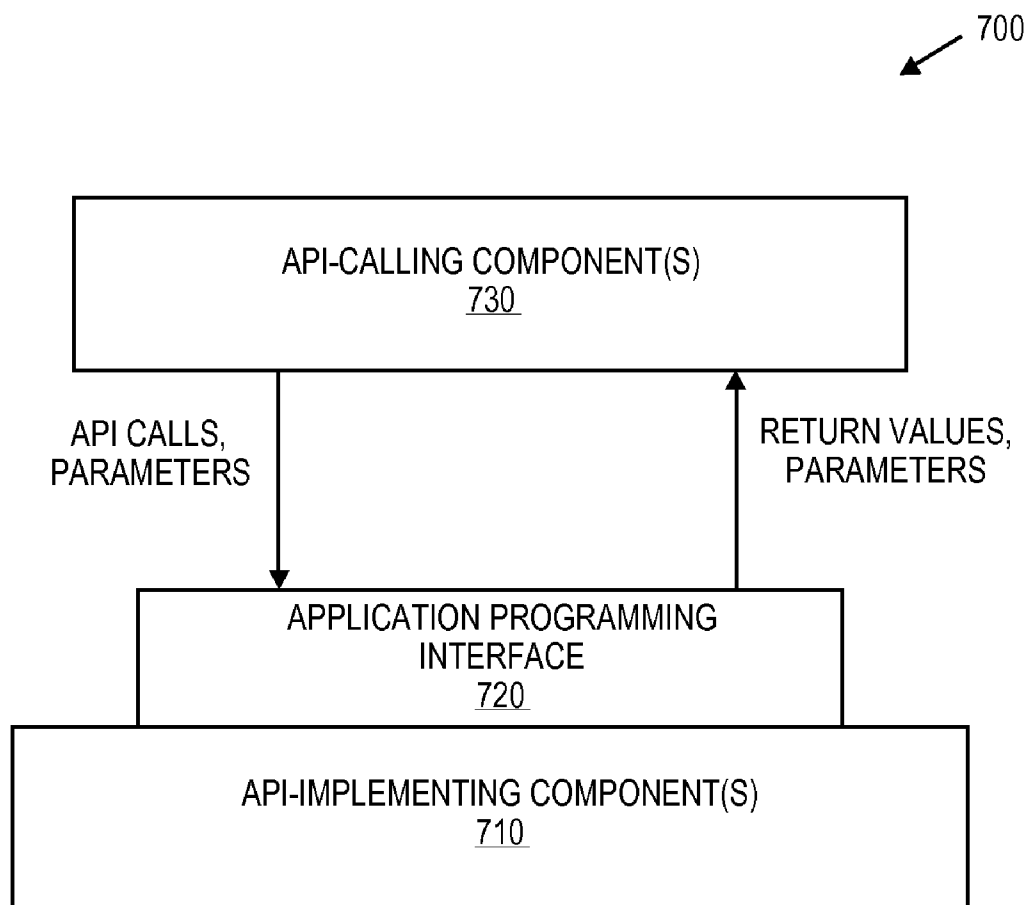 700
API-CALLING COMPONENT(S)
730
API CALLS,
PARAMETERS
RETURN VALUES,
PARAMETERS
APPLICATION PROGRAMMING
INTERFACE
720
API-IMPLEMENTING COMPONENT(S)
710